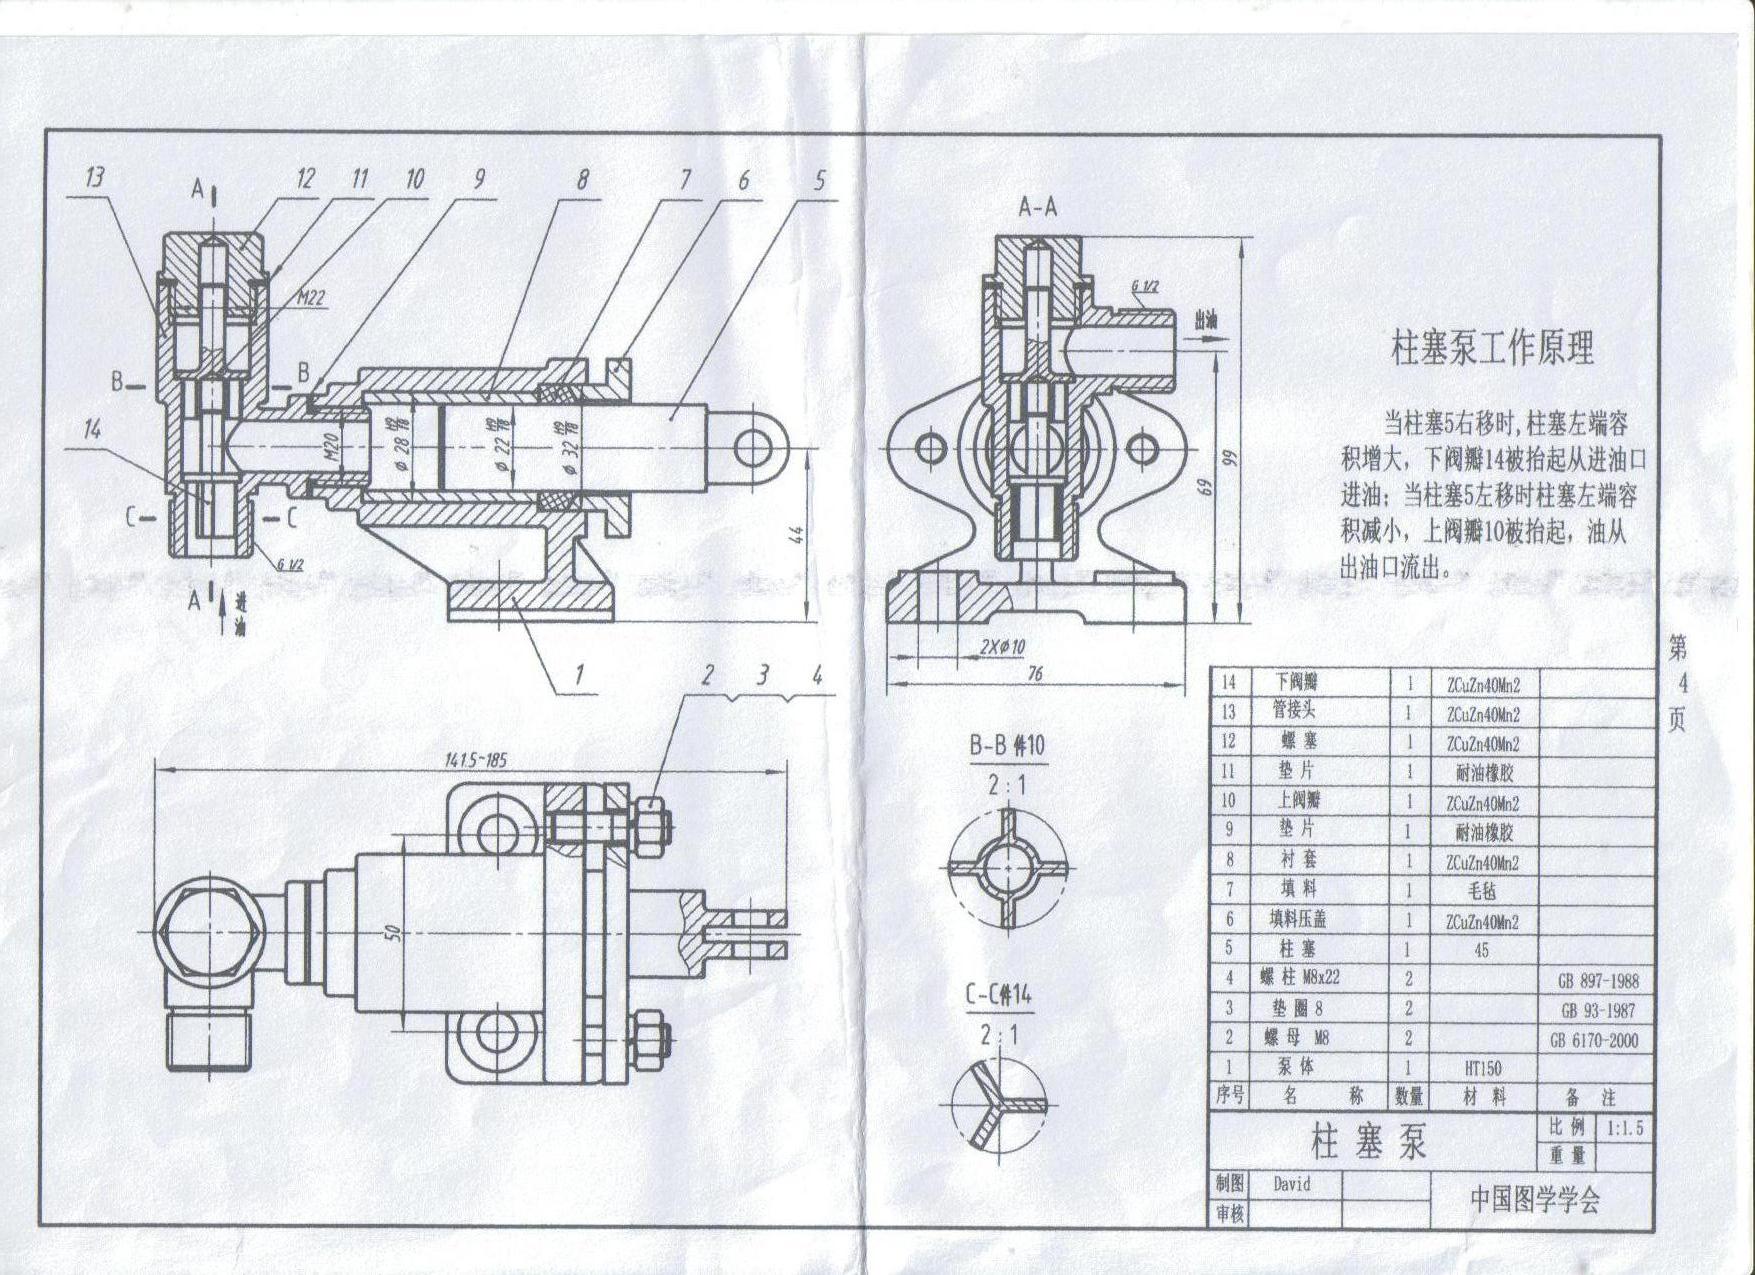 13
A
12
11
10
9
8
7
6
5
M22
B
B
14
C
C
M20
φ28 H9/f8
φ22 H9/f8
φ32 H9/f8
44
G 1/2
A
进油
1
2
3
4
A-A
G 1/2
出油
99
69
2Xφ10
76
柱塞泵工作原理
当柱塞5右移时,柱塞左端容
积增大，下阀瓣14被抬起从进油口
进油；当柱塞5左移时柱塞左端容
积减小，上阀瓣10被抬起，油从
出油口流出。
141.5~185
50
B-B 件10
2:1
C-C件14
2:1
第
4
页
14 下阀瓣 1 ZCuZn40Mn2
13 管接头 1 ZCuZn40Mn2
12 螺塞 1 ZCuZn40Mn2
11 垫片 1 耐油橡胶
10 上阀瓣 1 ZCuZn40Mn2
9 垫片 1 耐油橡胶
8 衬套 1 ZCuZn40Mn2
7 填料 1 毛毡
6 填料压盖 1 ZCuZn40Mn2
5 柱塞 1 45
4 螺柱 M8x22 2 GB 897-1988
3 垫圈 8 2 GB 93-1987
2 螺母 M8 2 GB 6170-2000
1 泵体 1 HT150
序号 名称 数量 材料 备注
柱塞泵
比例 1:1.5
重量
制图 David
审核
中国图学学会